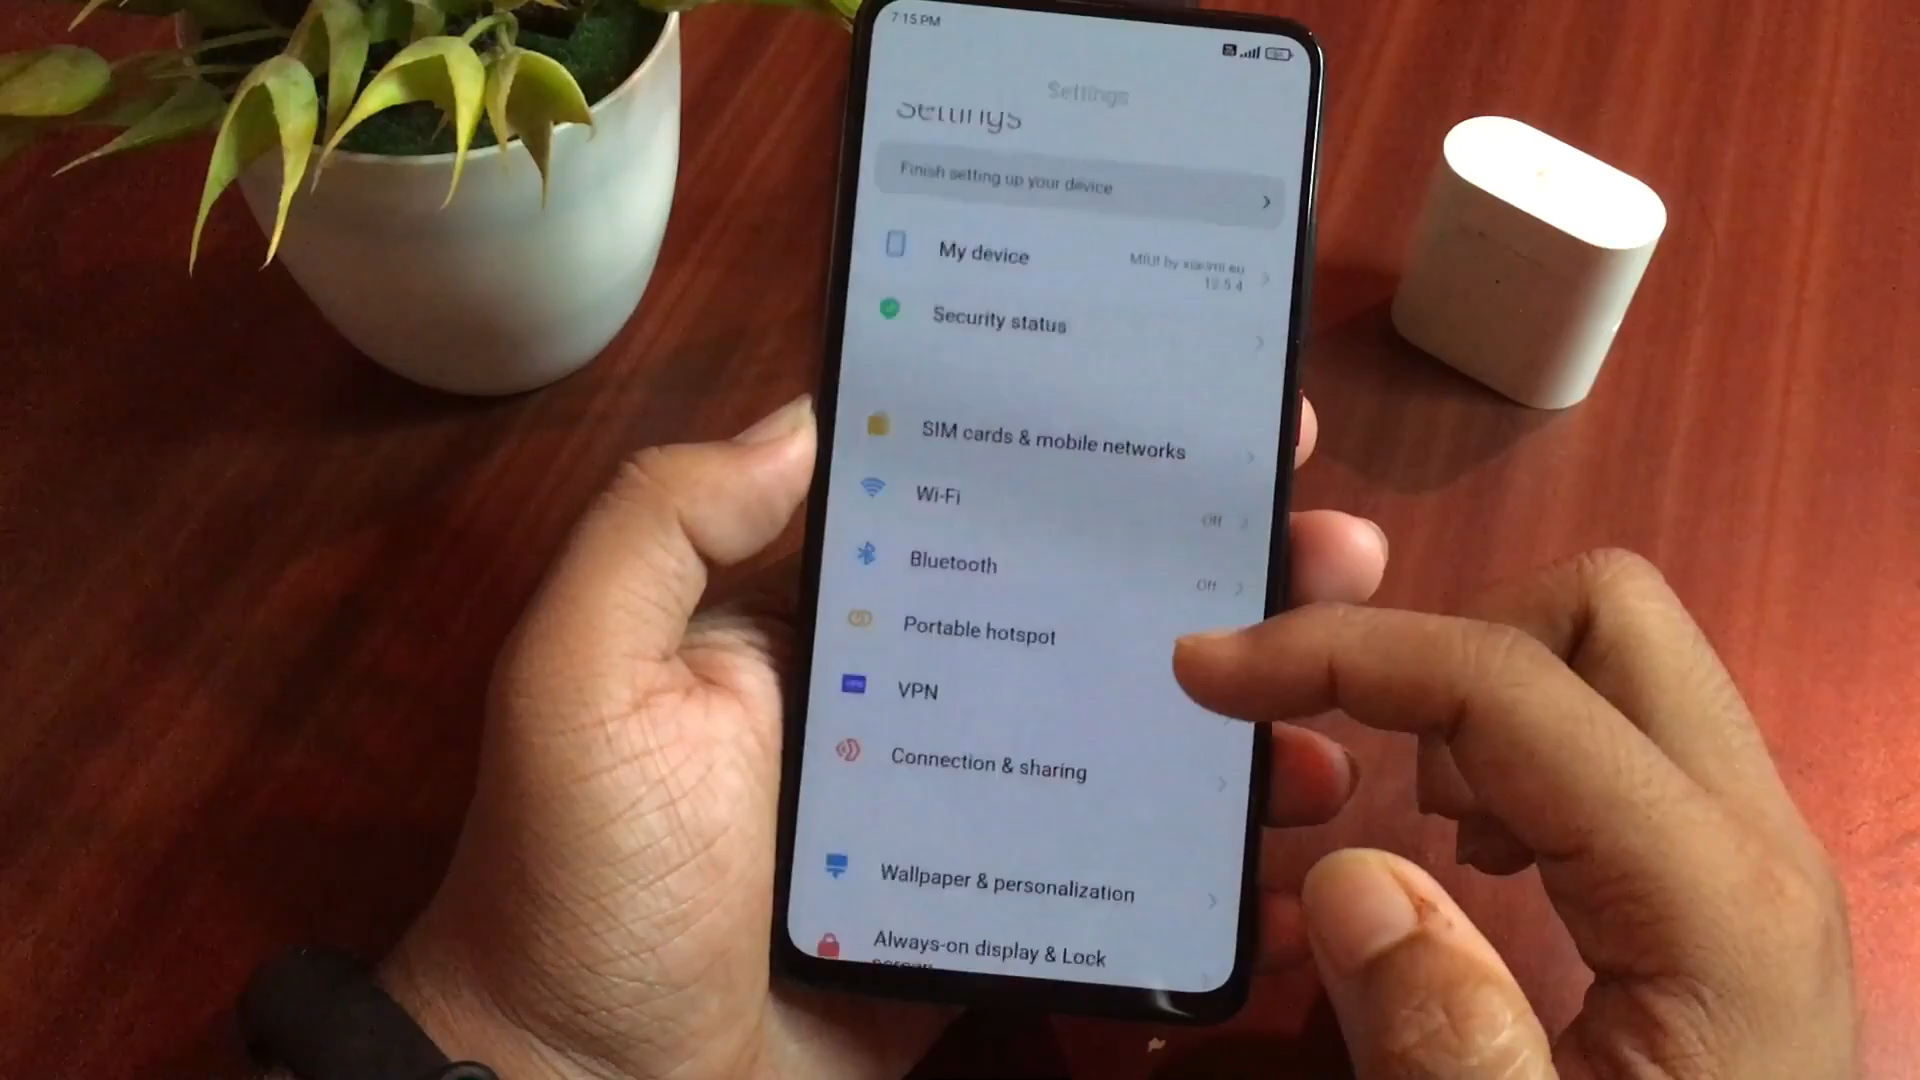 7:15 PM
Settings
Settings
Finish setting up your device
My device
MIUI by xiaomi.eu
12.5.4
Security status
SIM cards & mobile networks
Wi-Fi
Off
Bluetooth
Off
Portable hotspot
VPN
Connection & sharing
Wallpaper & personalization
Always-on display & Lock
screen